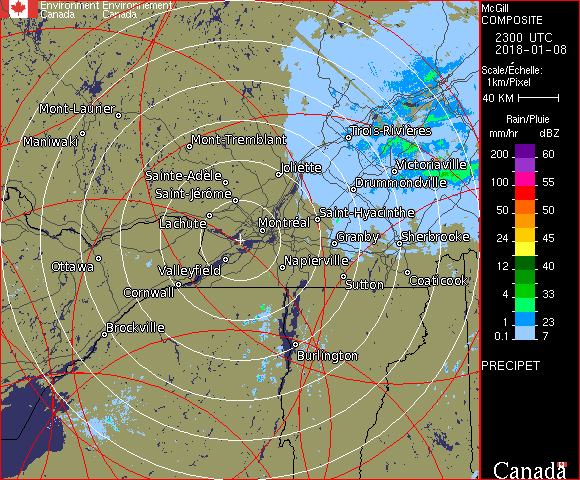 Environment Environnement
Canada Canada
McGill
COMPOSITE
2300 UTC
2018-01-08
Scale/Échelle:
1km/Pixel
40 KM
Rain/Pluie
mm/hr dBZ
200 60
100 55
50 50
24 45
12 40
4 33
1 23
0.1 7
PRECIPET
Canada
Mont-Laurier
Maniwaki
Mont-Tremblant
Trois-Rivières
Joliette
Victoriaville
Sainte-Adèle
Drummondville
Saint-Jérôme
Lachute
Saint-Hyacinthe
Montréal
Granby
Sherbrooke
Ottawa
Valleyfield
Napierville
Cornwall
Sutton
Coaticook
Brockville
Burlington